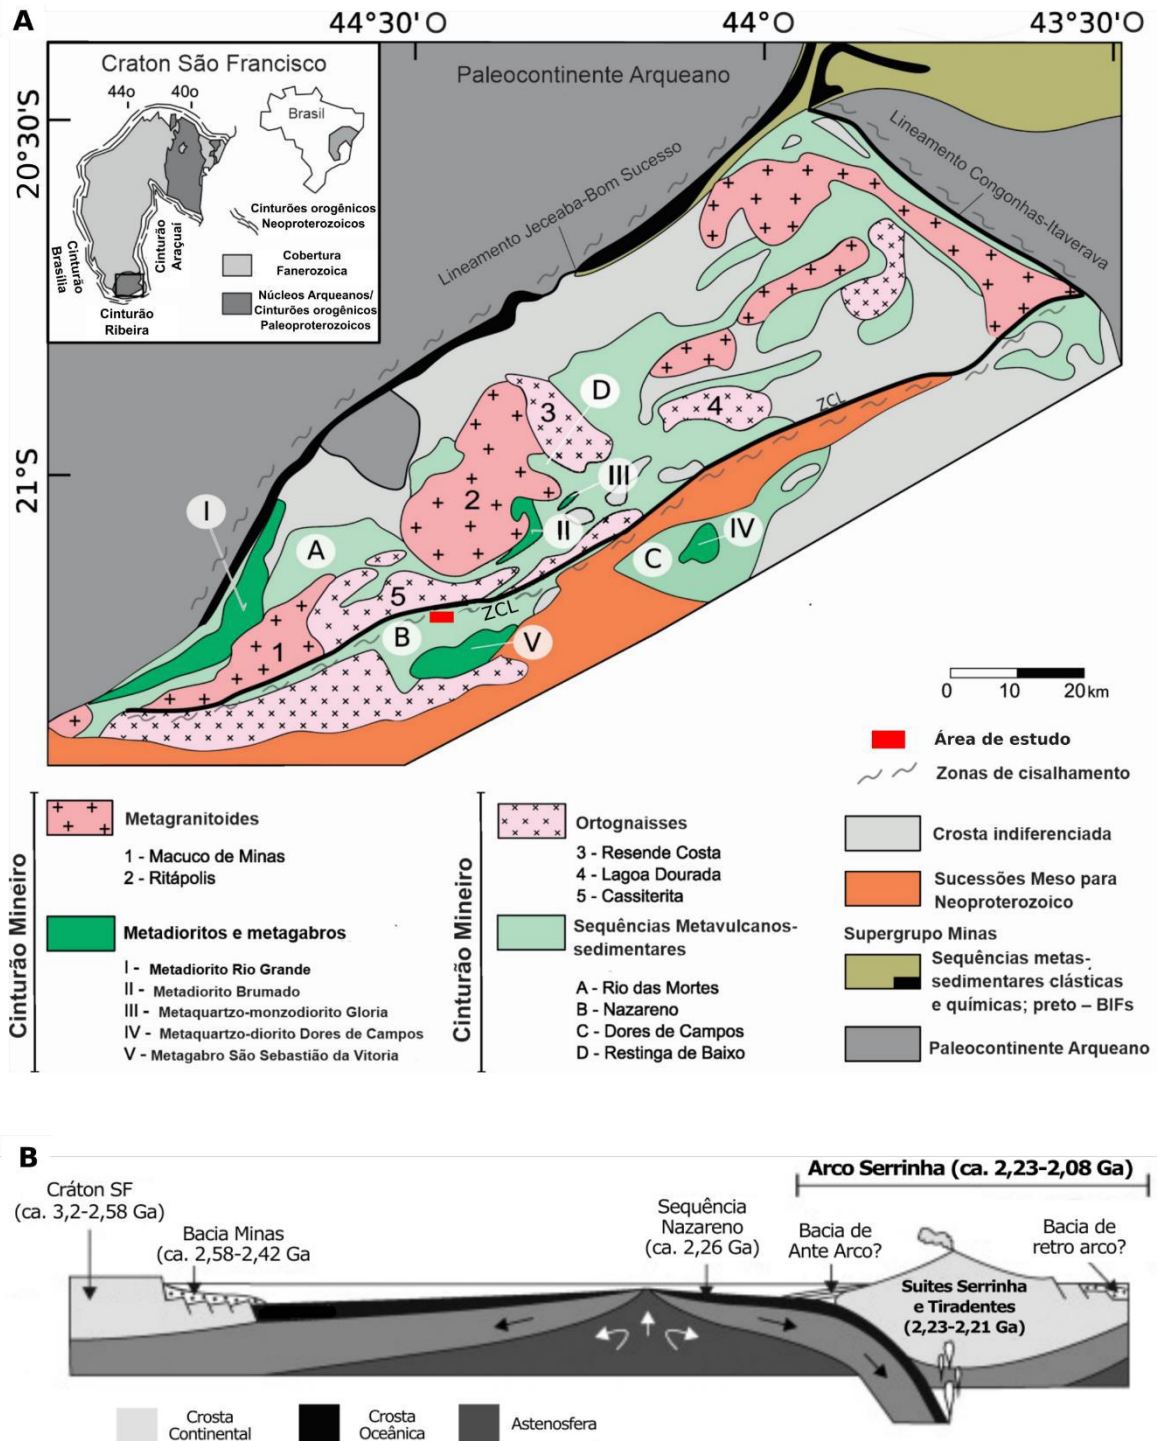 A
44°30'O
44°O
43°30'O
20°30'S
21°S
Craton São Francisco
44o
40o
Brasil
Cinturões orogênicos
Neoproterozoicos
Cobertura
Fanerozoica
Núcleos Arqueanos/
Cinturões orogênicos
Paleoproterozoicos
Cinturão
Brasília
Cinturão
Araçuaí
Cinturão
Ribeira
Paleocontinente Arqueano
Lineamento Jeceaba-Bom Sucesso
Lineamento Congonhas-Itaverava
D
3
4
ZCL
III
2
I
A
II
IV
C
5
ZCL
B
V
1
0 10 20 km
Área de estudo
Zonas de cisalhamento
Crosta indiferenciada
Sucessões Meso para
Neoproterozoico
Supergrupo Minas
Sequências metas-
sedimentares clásticas
e químicas; preto – BIFs
Paleocontinente Arqueano
Cinturão Mineiro
Metagranitoides
1 - Macuco de Minas
2 - Ritápolis
Metadioritos e metagabros
I - Metadiorito Rio Grande
II - Metadiorito Brumado
III - Metaquartzo-monzodiorito Gloria
IV - Metaquartzo-diorito Dores de Campos
V - Metagabro São Sebastião da Vitoria
Cinturão Mineiro
Ortognaisses
3 - Resende Costa
4 - Lagoa Dourada
5 - Cassiterita
Sequências Metavulcanos-
sedimentares
A - Rio das Mortes
B - Nazareno
C - Dores de Campos
D - Restinga de Baixo
B
Arco Serrinha (ca. 2,23-2,08 Ga)
Cráton SF
(ca. 3,2-2,58 Ga)
Bacia Minas
(ca. 2,58-2,42 Ga
Sequência
Nazareno
(ca. 2,26 Ga)
Bacia de
Ante Arco?
Bacia de
retro arco?
Suites Serrinha
e Tiradentes
(2,23-2,21 Ga)
Crosta
Continental
Crosta
Oceânica
Astenosfera